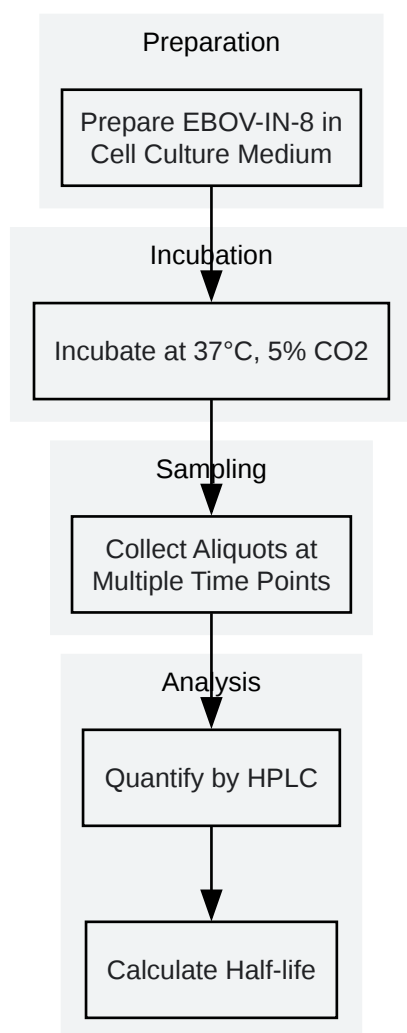 Preparation
Prepare EBOV-IN-8 in
Cell Culture Medium
Incubation
Incubate at 37°C, 5% CO2
Sampling
Collect Aliquots at
Multiple Time Points
Analysis
Quantify by HPLC
Calculate Half-life